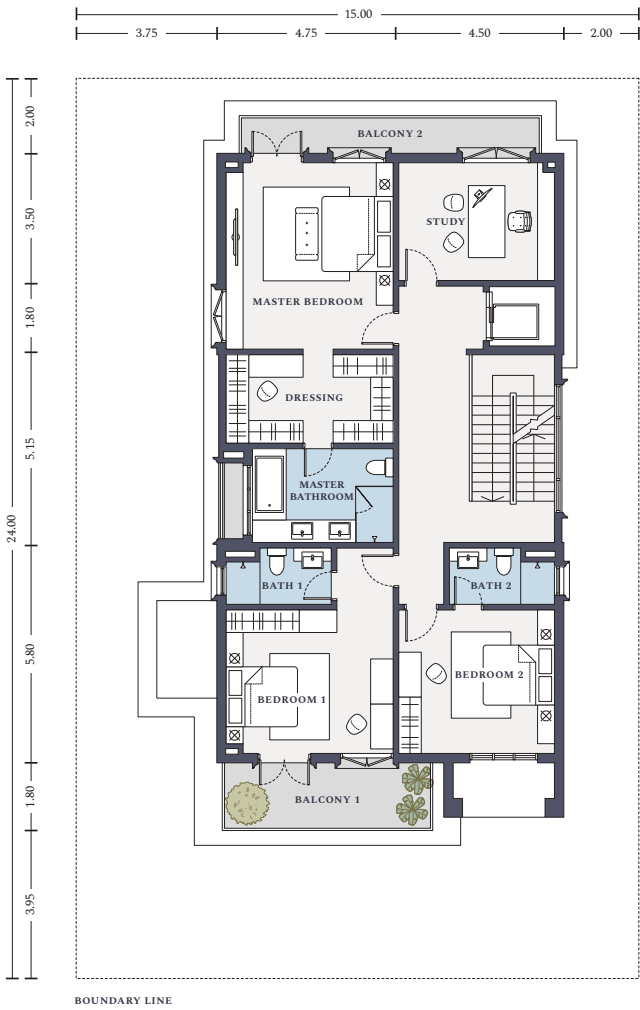 15.00
3.75
4.75
4.50
2.00
2.00
BALCONY 2
3.50
STUDY
MASTER BEDROOM
1.80
DRESSING
5.15
MASTER
BATHROOM
24.00
BATH 1
BATH 2
5.80
BEDROOM 2
BEDROOM 1
1.80
BALCONY 1
3.95
BOUNDARY LINE